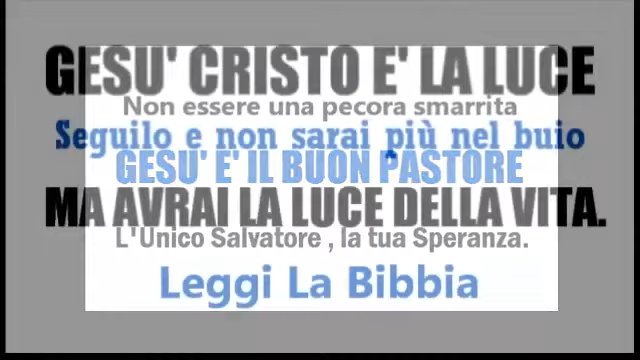 GESU' CRISTO E' LA LUCE
Non essere una pecora smarrita
Seguilo e non sarai più nel buio
GESU' E' IL BUON PASTORE
MA AVRAI LA LUCE DELLA VITA.
L'Unico Salvatore , la tua Speranza.
Leggi La Bibbia